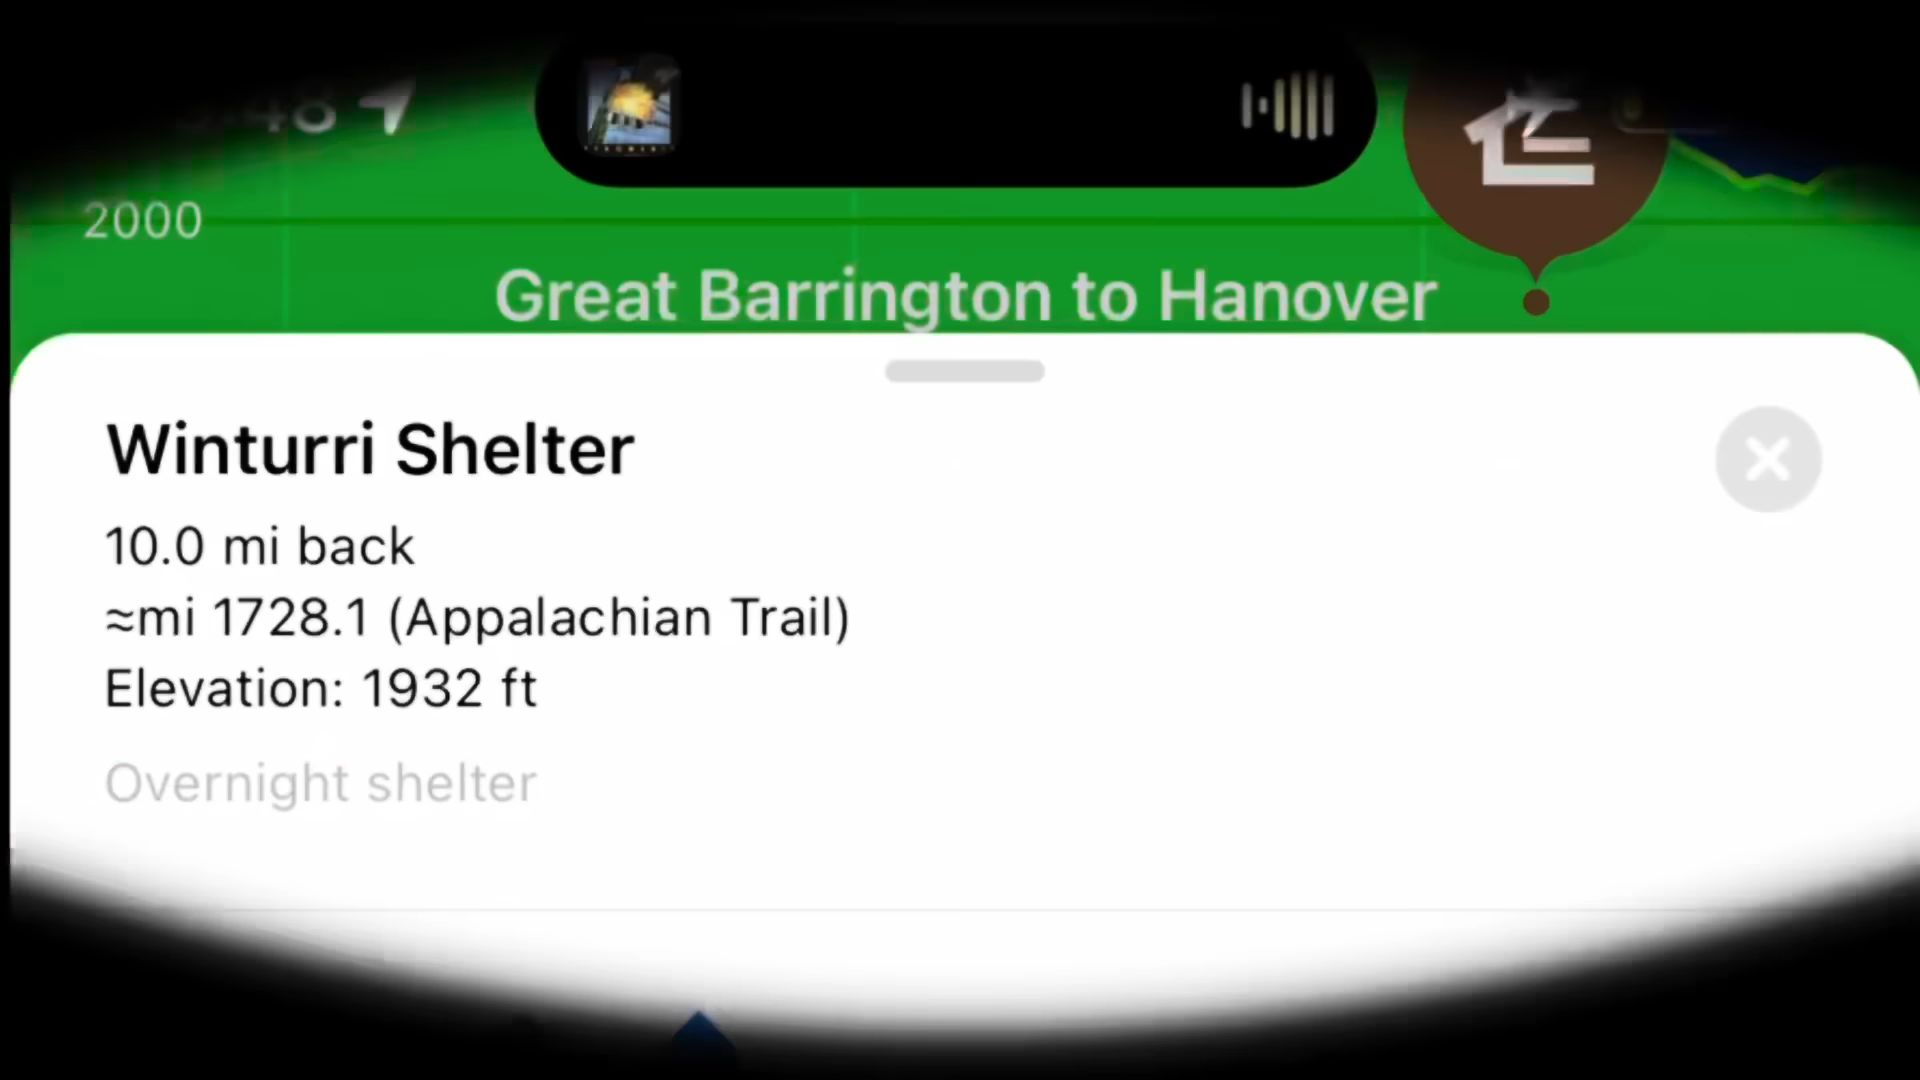 2000
Great Barrington to Hanover
Winturri Shelter
10.0 mi back
≈mi 1728.1 (Appalachian Trail)
Elevation: 1932 ft
Overnight shelter